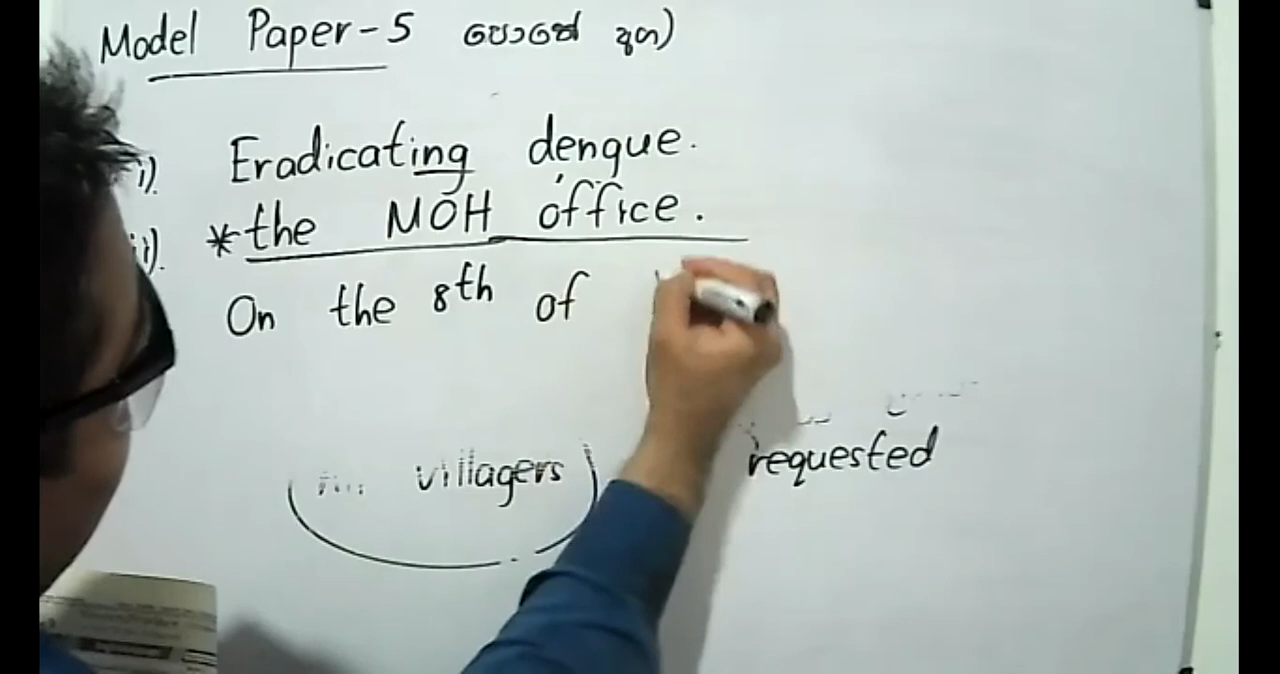 Model Paper-5 පොතේ
i). Eradicating dengue.
ii). *the MOH office.
On the 8th of
villagers
requested